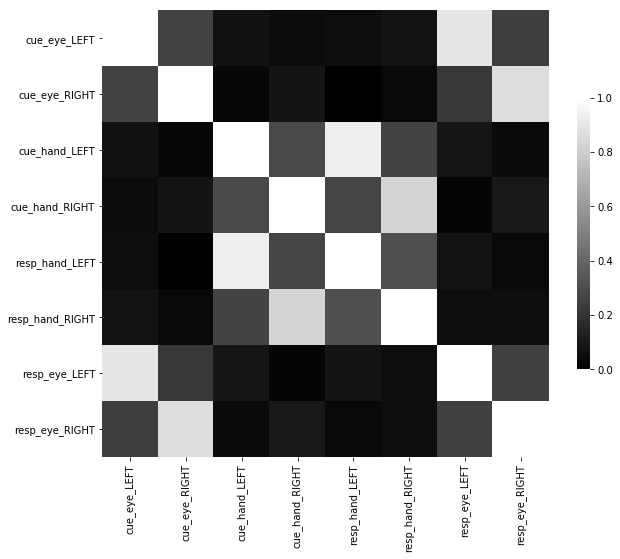 cue_eye_LEFT
cue_eye_RIGHT
cue_hand_LEFT
cue_hand_RIGHT
resp_hand_LEFT
resp_hand_RIGHT
resp_eye_LEFT
resp_eye_RIGHT
1.0
0.8
0.6
0.4
0.2
0.0
cue_eye_LEFT
cue_eye_RIGHT
cue_hand_LEFT
cue_hand_RIGHT
resp_hand_LEFT
resp_hand_RIGHT
resp_eye_LEFT
resp_eye_RIGHT